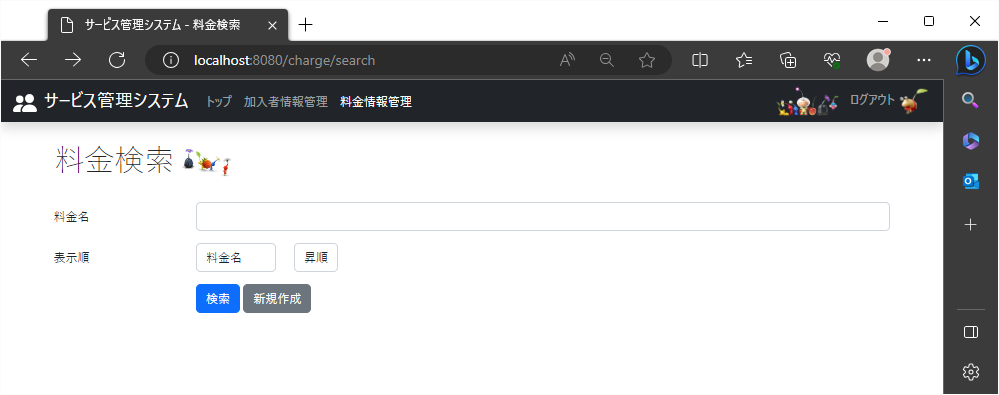 サービス管理システム - 料金検索
localhost:8080/charge/search
サービス管理システム トップ 加入者情報管理 料金情報管理 ログアウト
料金検索
料金名
表示順 料金名 昇順
検索 新規作成